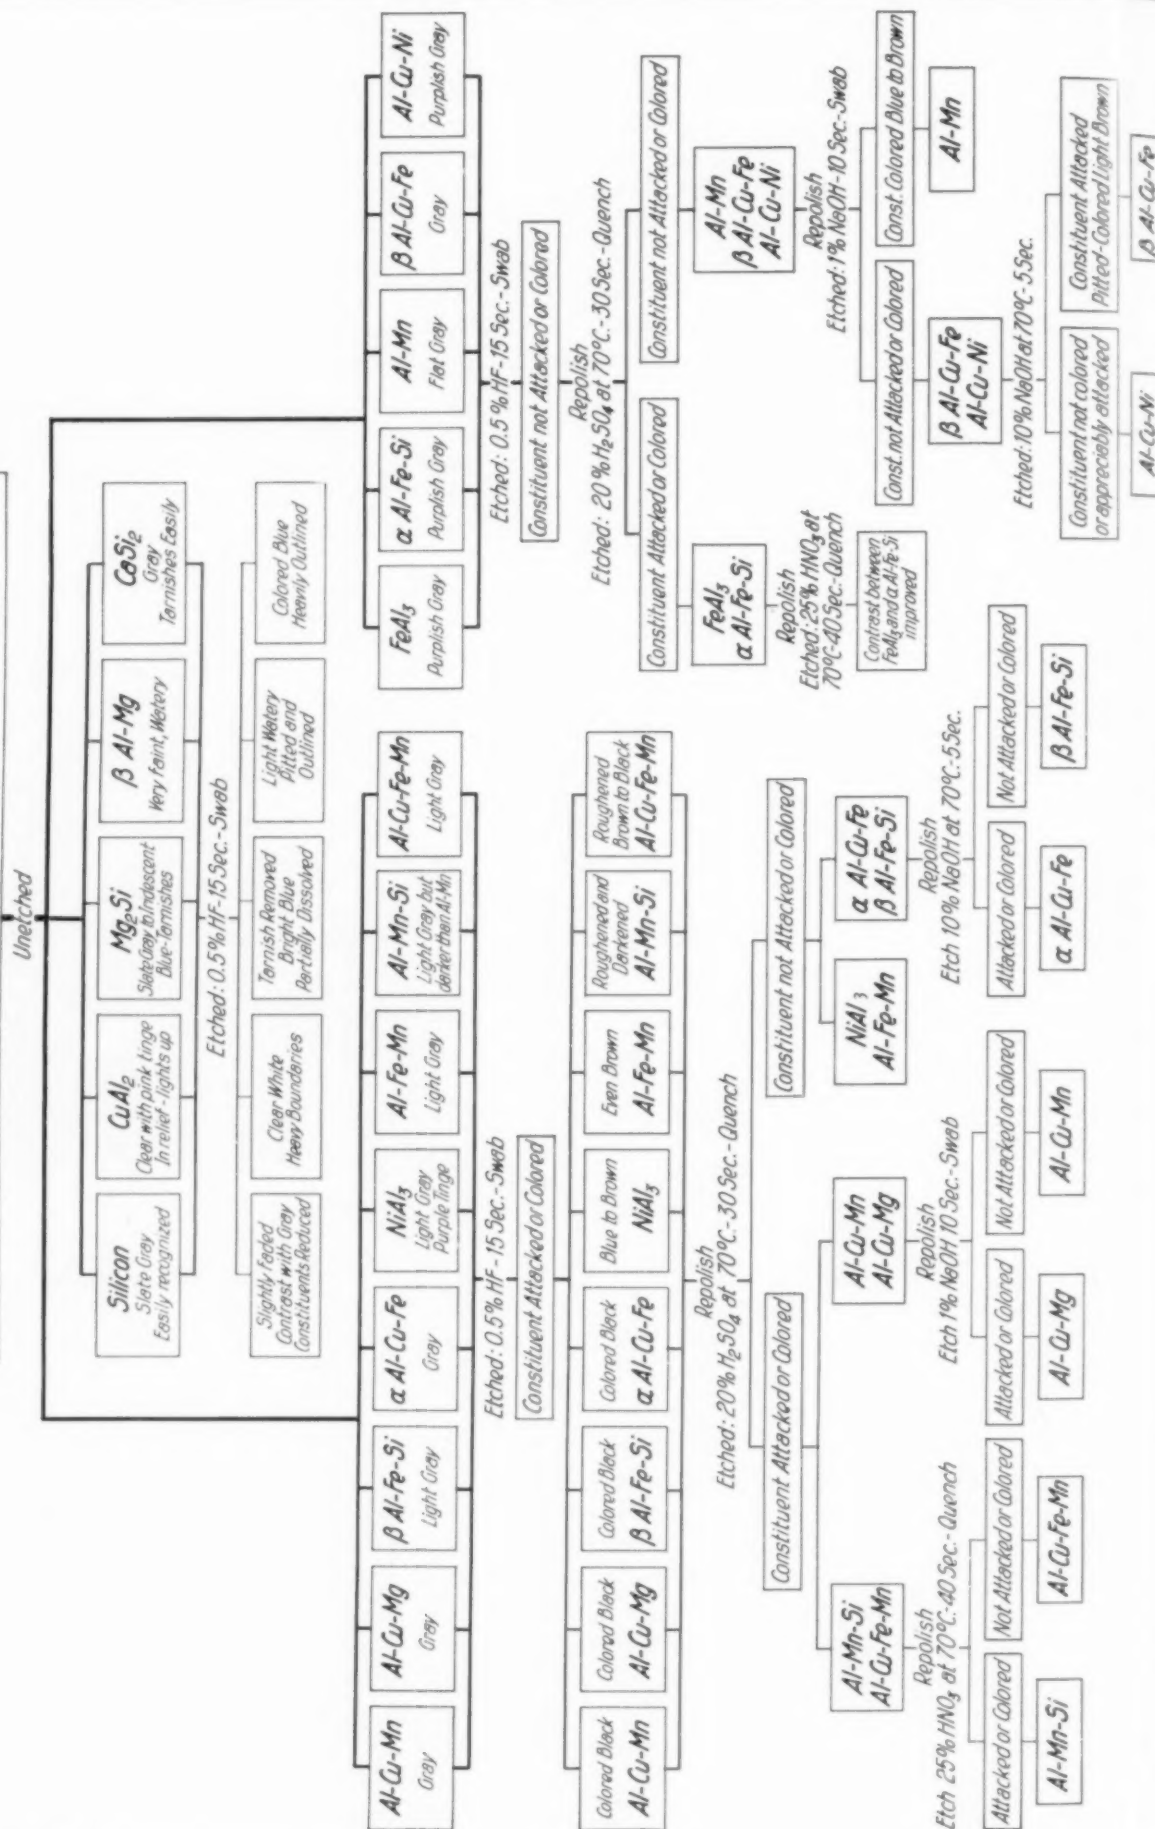 Unetched
Silicon
Slate Gray
Easily recognized
CuAl2
Clear with pink tinge
In relief - lights up
Mg2Si
Slate Gray to Iridescent
Blue-Tarnishes
β Al-Mg
Very Faint, Watery
CaSi2
Gray
Tarnishes Easily
Etched: 0.5% HF-15 Sec.-Swab
Slightly Faded
Contrast with Gray
Constituents Reduced
Clear White
Heavy Boundaries
Tarnish Removed
Bright Blue
Partially Dissolved
Light Watery
Pitted and
Outlined
Colored Blue
Heavily Outlined
Al-Cu-Mn
Gray
Al-Cu-Mg
Gray
β Al-Fe-Si
Light Gray
α Al-Cu-Fe
Gray
NiAl3
Light Gray
Purple Tinge
Al-Fe-Mn
Light Gray
Al-Mn-Si
Light Gray but
darker than Al-Mn
Al-Cu-Fe-Mn
Light Gray
Etched: 0.5% HF - 15 Sec.-Swab
Constituent Attacked or Colored
Colored Black
Al-Cu-Mn
Colored Black
Al-Cu-Mg
Colored Black
β Al-Fe-Si
Colored Black
α Al-Cu-Fe
Blue to Brown
NiAl3
Even Brown
Al-Fe-Mn
Roughened and
Darkened
Al-Mn-Si
Roughened
Brown to Black
Al-Cu-Fe-Mn
Repolish
Etched: 20% H2SO4 at 70°C.-30 Sec.-Quench
Constituent Attacked or Colored
Constituent not Attacked or Colored
Al-Mn-Si
Al-Cu-Fe-Mn
Al-Cu-Mn
Al-Cu-Mg
NiAl3
Al-Fe-Mn
α Al-Cu-Fe
β Al-Fe-Si
Repolish
Etch 25% HNO3 at 70°C.-40 Sec.-Quench
Repolish
Etch 1% NaOH 10 Sec.-Swab
Repolish
Etch 10% NaOH at 70°C.-5 Sec.
Attacked or Colored
Not Attacked or Colored
Attacked or Colored
Not Attacked or Colored
Attacked or Colored
Not Attacked or Colored
Al-Mn-Si
Al-Cu-Fe-Mn
Al-Cu-Mg
Al-Cu-Mn
α Al-Cu-Fe
β Al-Fe-Si
FeAl3
Purplish Gray
α Al-Fe-Si
Purplish Gray
Al-Mn
Flat Gray
β Al-Cu-Fe
Gray
Al-Cu-Ni
Purplish Gray
Etched: 0.5% HF-15 Sec.-Swab
Constituent not Attacked or Colored
Repolish
Etched: 20% H2SO4 at 70°C.-30 Sec.-Quench
Constituent Attacked or Colored
Constituent not Attacked or Colored
FeAl3
α Al-Fe-Si
Al-Mn
β Al-Cu-Fe
Al-Cu-Ni
Repolish
Etched: 25% HNO3 at
70°C-40 Sec.-Quench
Contrast between
FeAl3 and α Al-Fe-Si
improved
Repolish
Etched: 1% NaOH-10 Sec.-Swab
Const. not Attacked or Colored
Const. Colored Blue to Brown
β Al-Cu-Fe
Al-Cu-Ni
Al-Mn
Etched: 10% NaOH at 70°C-5 Sec.
Constituent not colored
or appreciably attacked
Constituent Attacked
Pitted-Colored Light Brown
Al-Cu-Ni
β Al-Cu-Fe